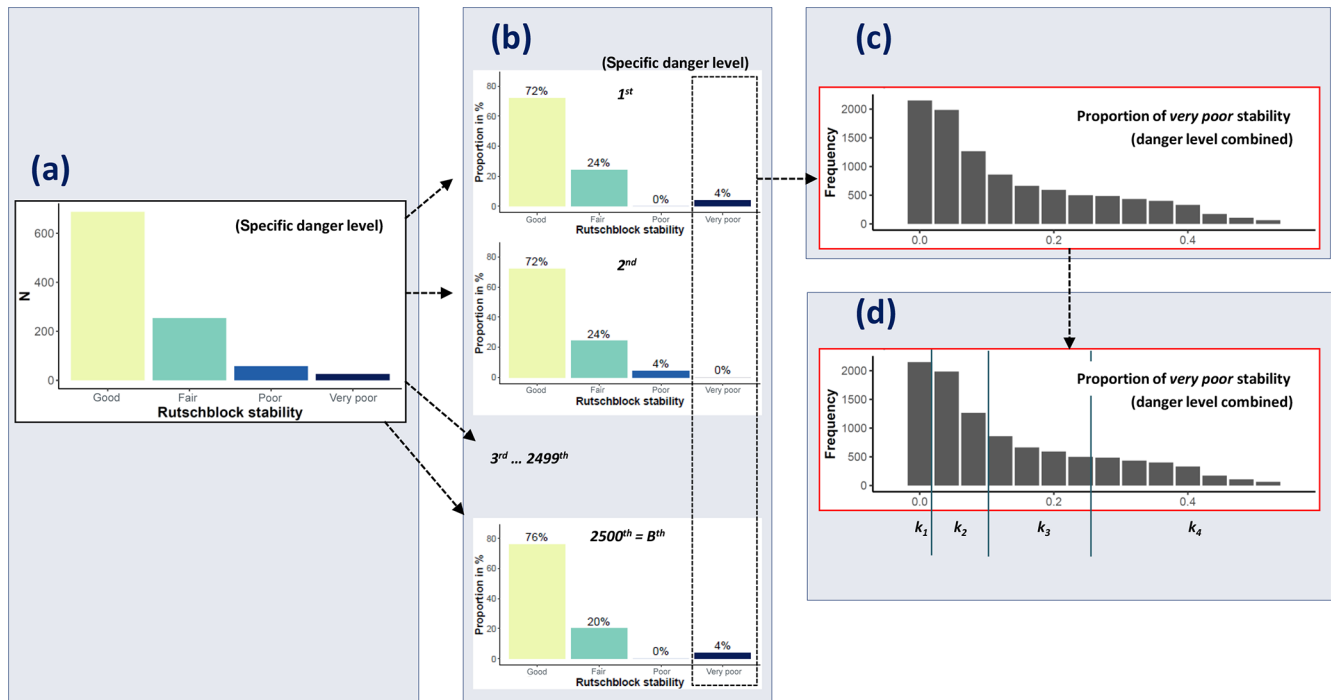 (a)
(Specific danger level)
N
600
400
200
0
Good Fair Poor Very poor
Rutschblock stability
(b)
(Specific danger level)
1st
Proportion in %
80
60
40
20
0
72%
24%
0%
4%
Good Fair Poor Very poor
Rutschblock stability
2nd
Proportion in %
80
60
40
20
0
72%
24%
4%
0%
Good Fair Poor Very poor
Rutschblock stability
3rd ... 2499th
2500th = Bth
Proportion in %
80
60
40
20
0
76%
20%
0%
4%
Good Fair Poor Very poor
Rutschblock stability
(c)
Proportion of very poor stability
(danger level combined)
Frequency
2000
1500
1000
500
0
0.0 0.2 0.4
(d)
Proportion of very poor stability
(danger level combined)
Frequency
2000
1500
1000
500
0
0.0 0.2 0.4
k1 k2 k3 k4